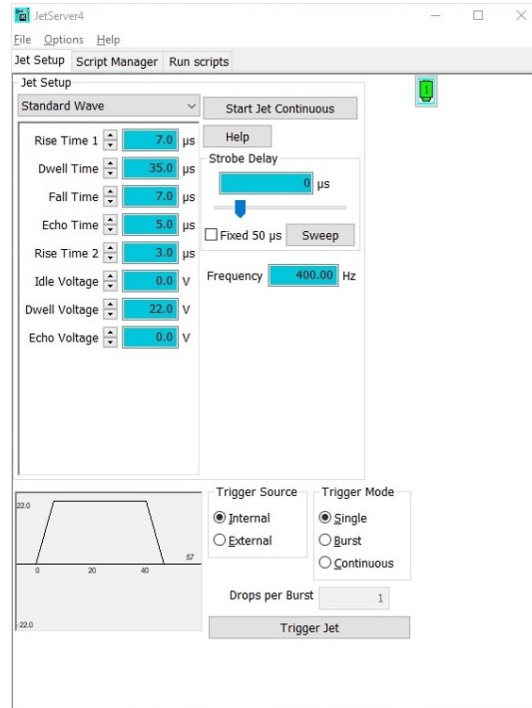 JetServer4
File Options Help
Jet Setup Script Manager Run scripts
Jet Setup
Standard Wave
Start Jet Continuous
Rise Time 1 7.0 µs
Dwell Time 35.0 µs
Fall Time 7.0 µs
Echo Time 5.0 µs
Rise Time 2 3.0 µs
Idle Voltage 0.0 V
Dwell Voltage 22.0 V
Echo Voltage 0.0 V
Help
Strobe Delay
0 µs
Fixed 50 µs Sweep
Frequency 400.00 Hz
1
22.0
57
0 20 40
-22.0
Trigger Source
Internal
External
Trigger Mode
Single
Burst
Continuous
Drops per Burst 1
Trigger Jet